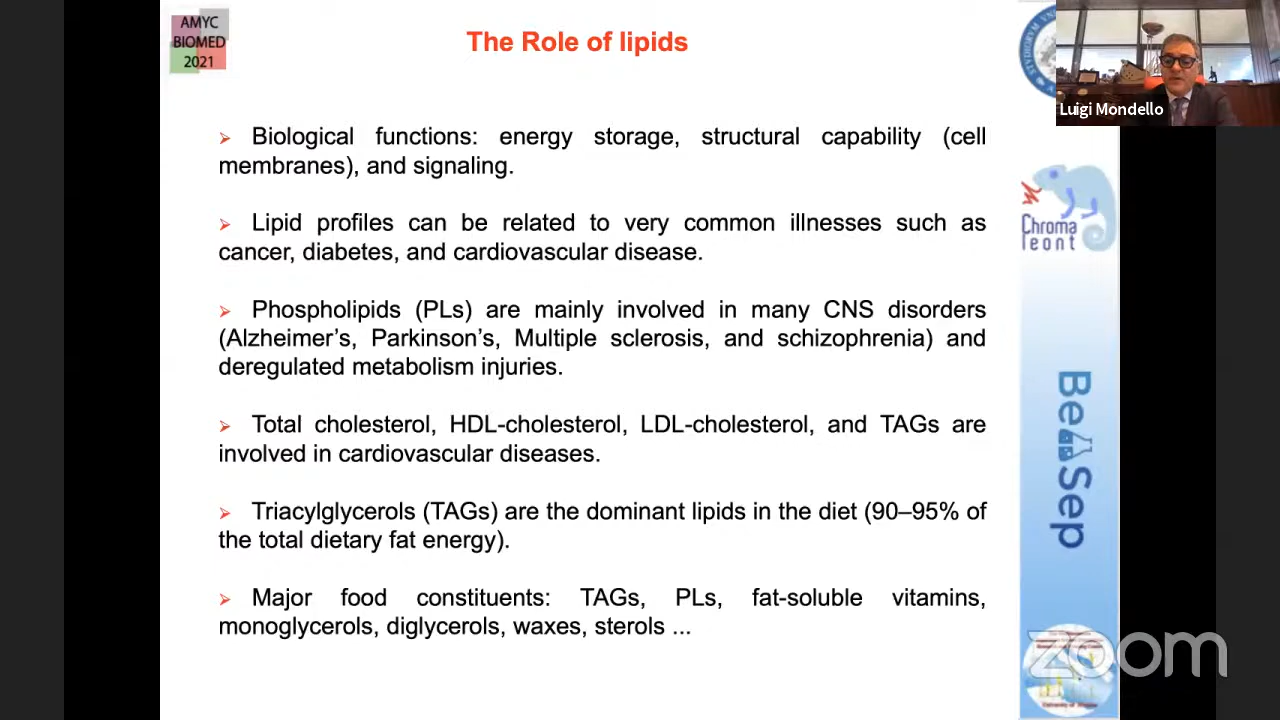 AMYC
BIOMED
2021
The Role of lipids
Luigi Mondello
➢ Biological functions: energy storage, structural capability (cell
membranes), and signaling.
➢ Lipid profiles can be related to very common illnesses such as
cancer, diabetes, and cardiovascular disease.
➢ Phospholipids (PLs) are mainly involved in many CNS disorders
(Alzheimer’s, Parkinson’s, Multiple sclerosis, and schizophrenia) and
deregulated metabolism injuries.
➢ Total cholesterol, HDL-cholesterol, LDL-cholesterol, and TAGs are
involved in cardiovascular diseases.
➢ Triacylglycerols (TAGs) are the dominant lipids in the diet (90–95% of
the total dietary fat energy).
➢ Major food constituents: TAGs, PLs, fat-soluble vitamins,
monoglycerols, diglycerols, waxes, sterols ...
Chroma
leont
Be Sep
zoom